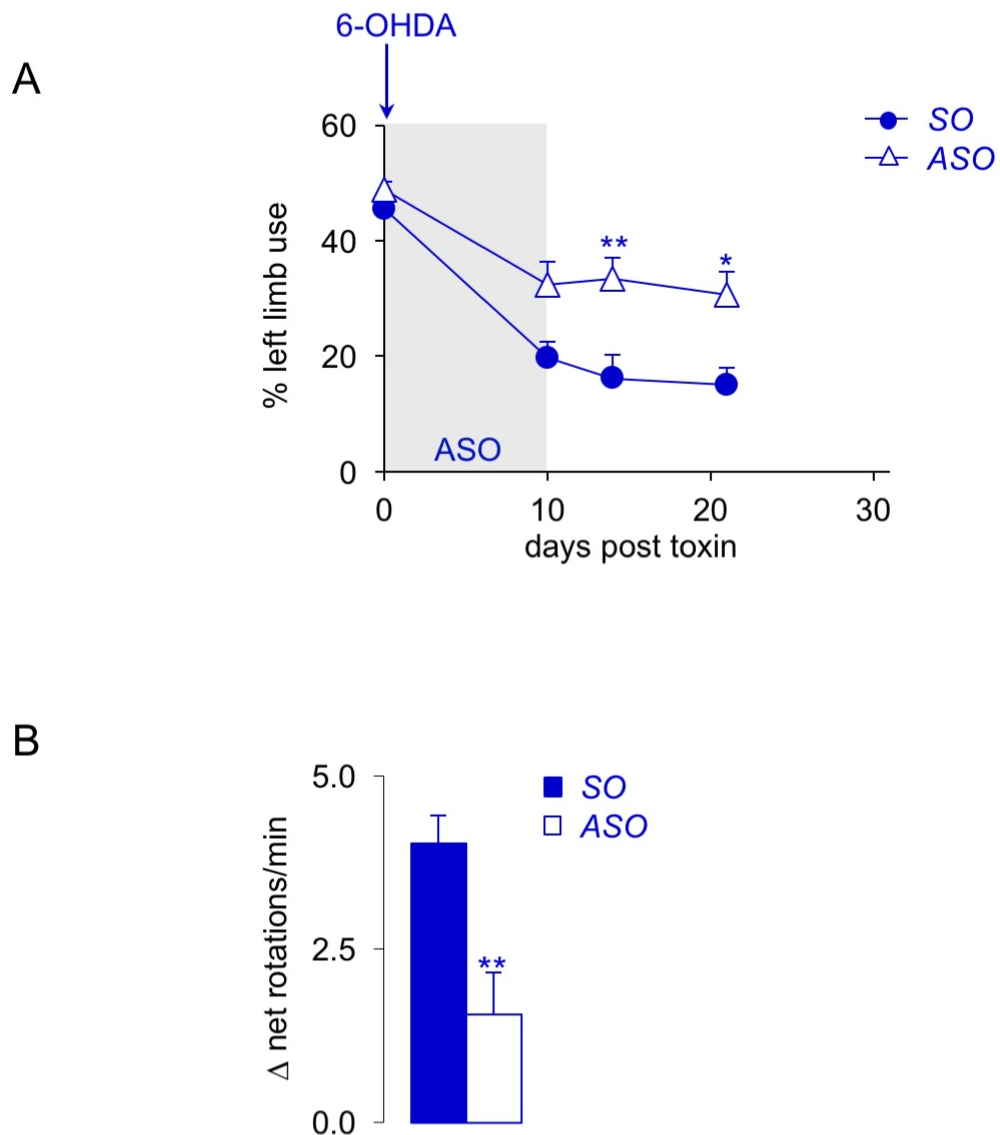 6-OHDA
A
60
40
20
0
% left limb use
SO
ASO
**
*
ASO
0 10 20 30
days post toxin
B
5.0
2.5
0.0
Δ net rotations/min
SO
ASO
**